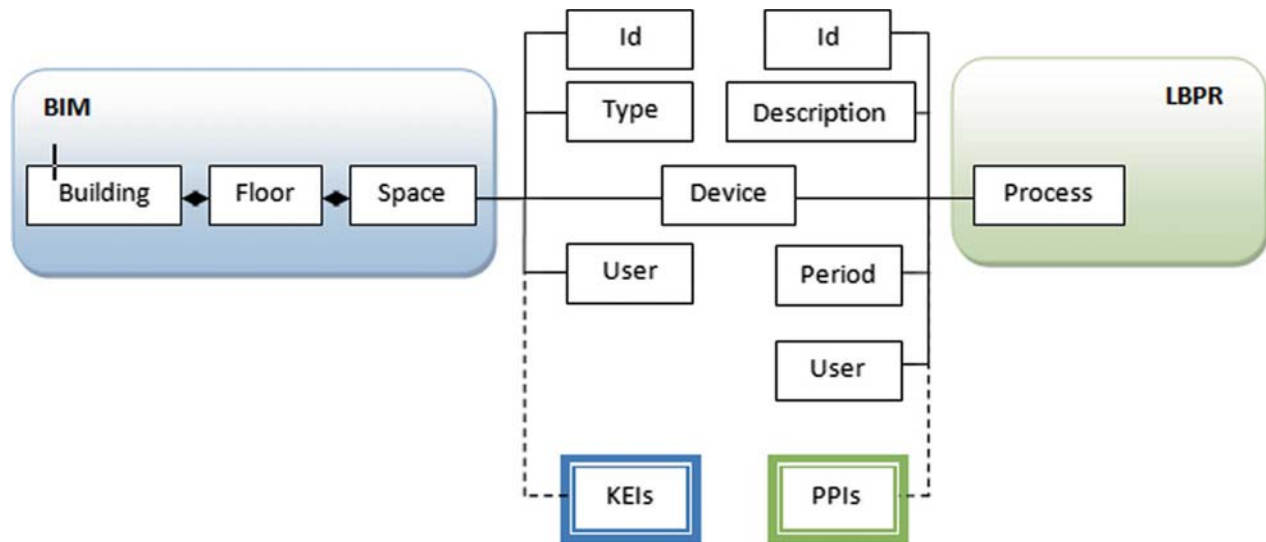 Id
Id
BIM
Type
Description
LBPR
Building
Floor
Space
Device
Process
User
Period
User
KEIs
PPIs